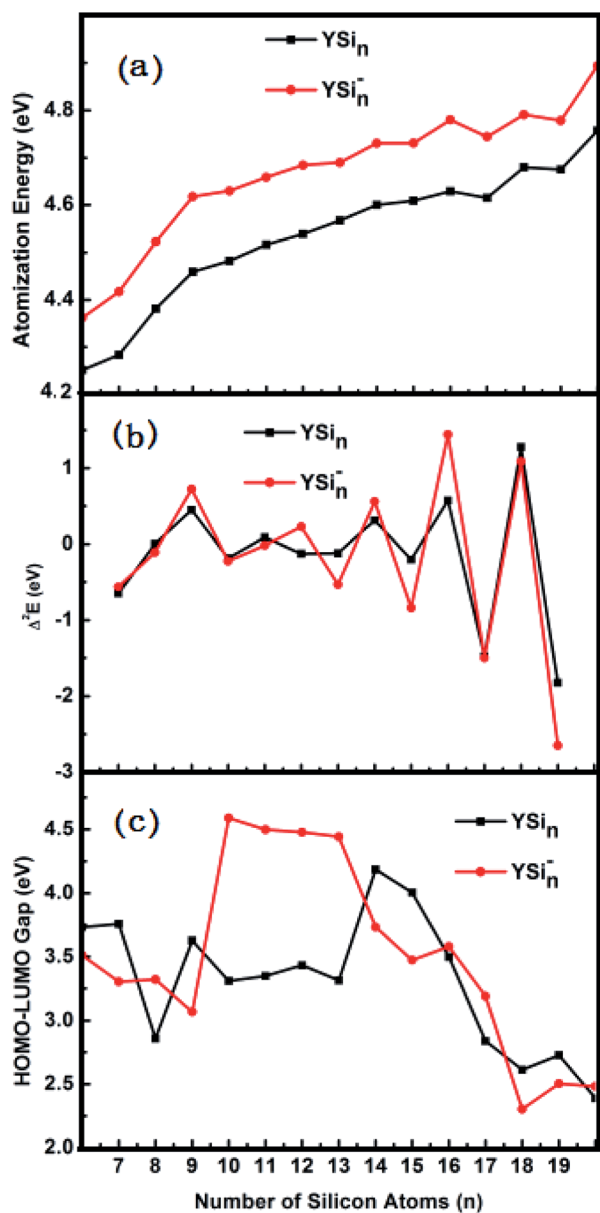 (a)
YSiₙ
YSiₙ⁻
Atomization Energy (eV)
4.8
4.6
4.4
4.2
(b)
YSiₙ
YSiₙ⁻
Δ²E (eV)
1
0
-1
-2
-3
(c)
YSiₙ
YSiₙ⁻
HOMO-LUMO Gap (eV)
4.5
4.0
3.5
3.0
2.5
2.0
7 8 9 10 11 12 13 14 15 16 17 18 19
Number of Silicon Atoms (n)